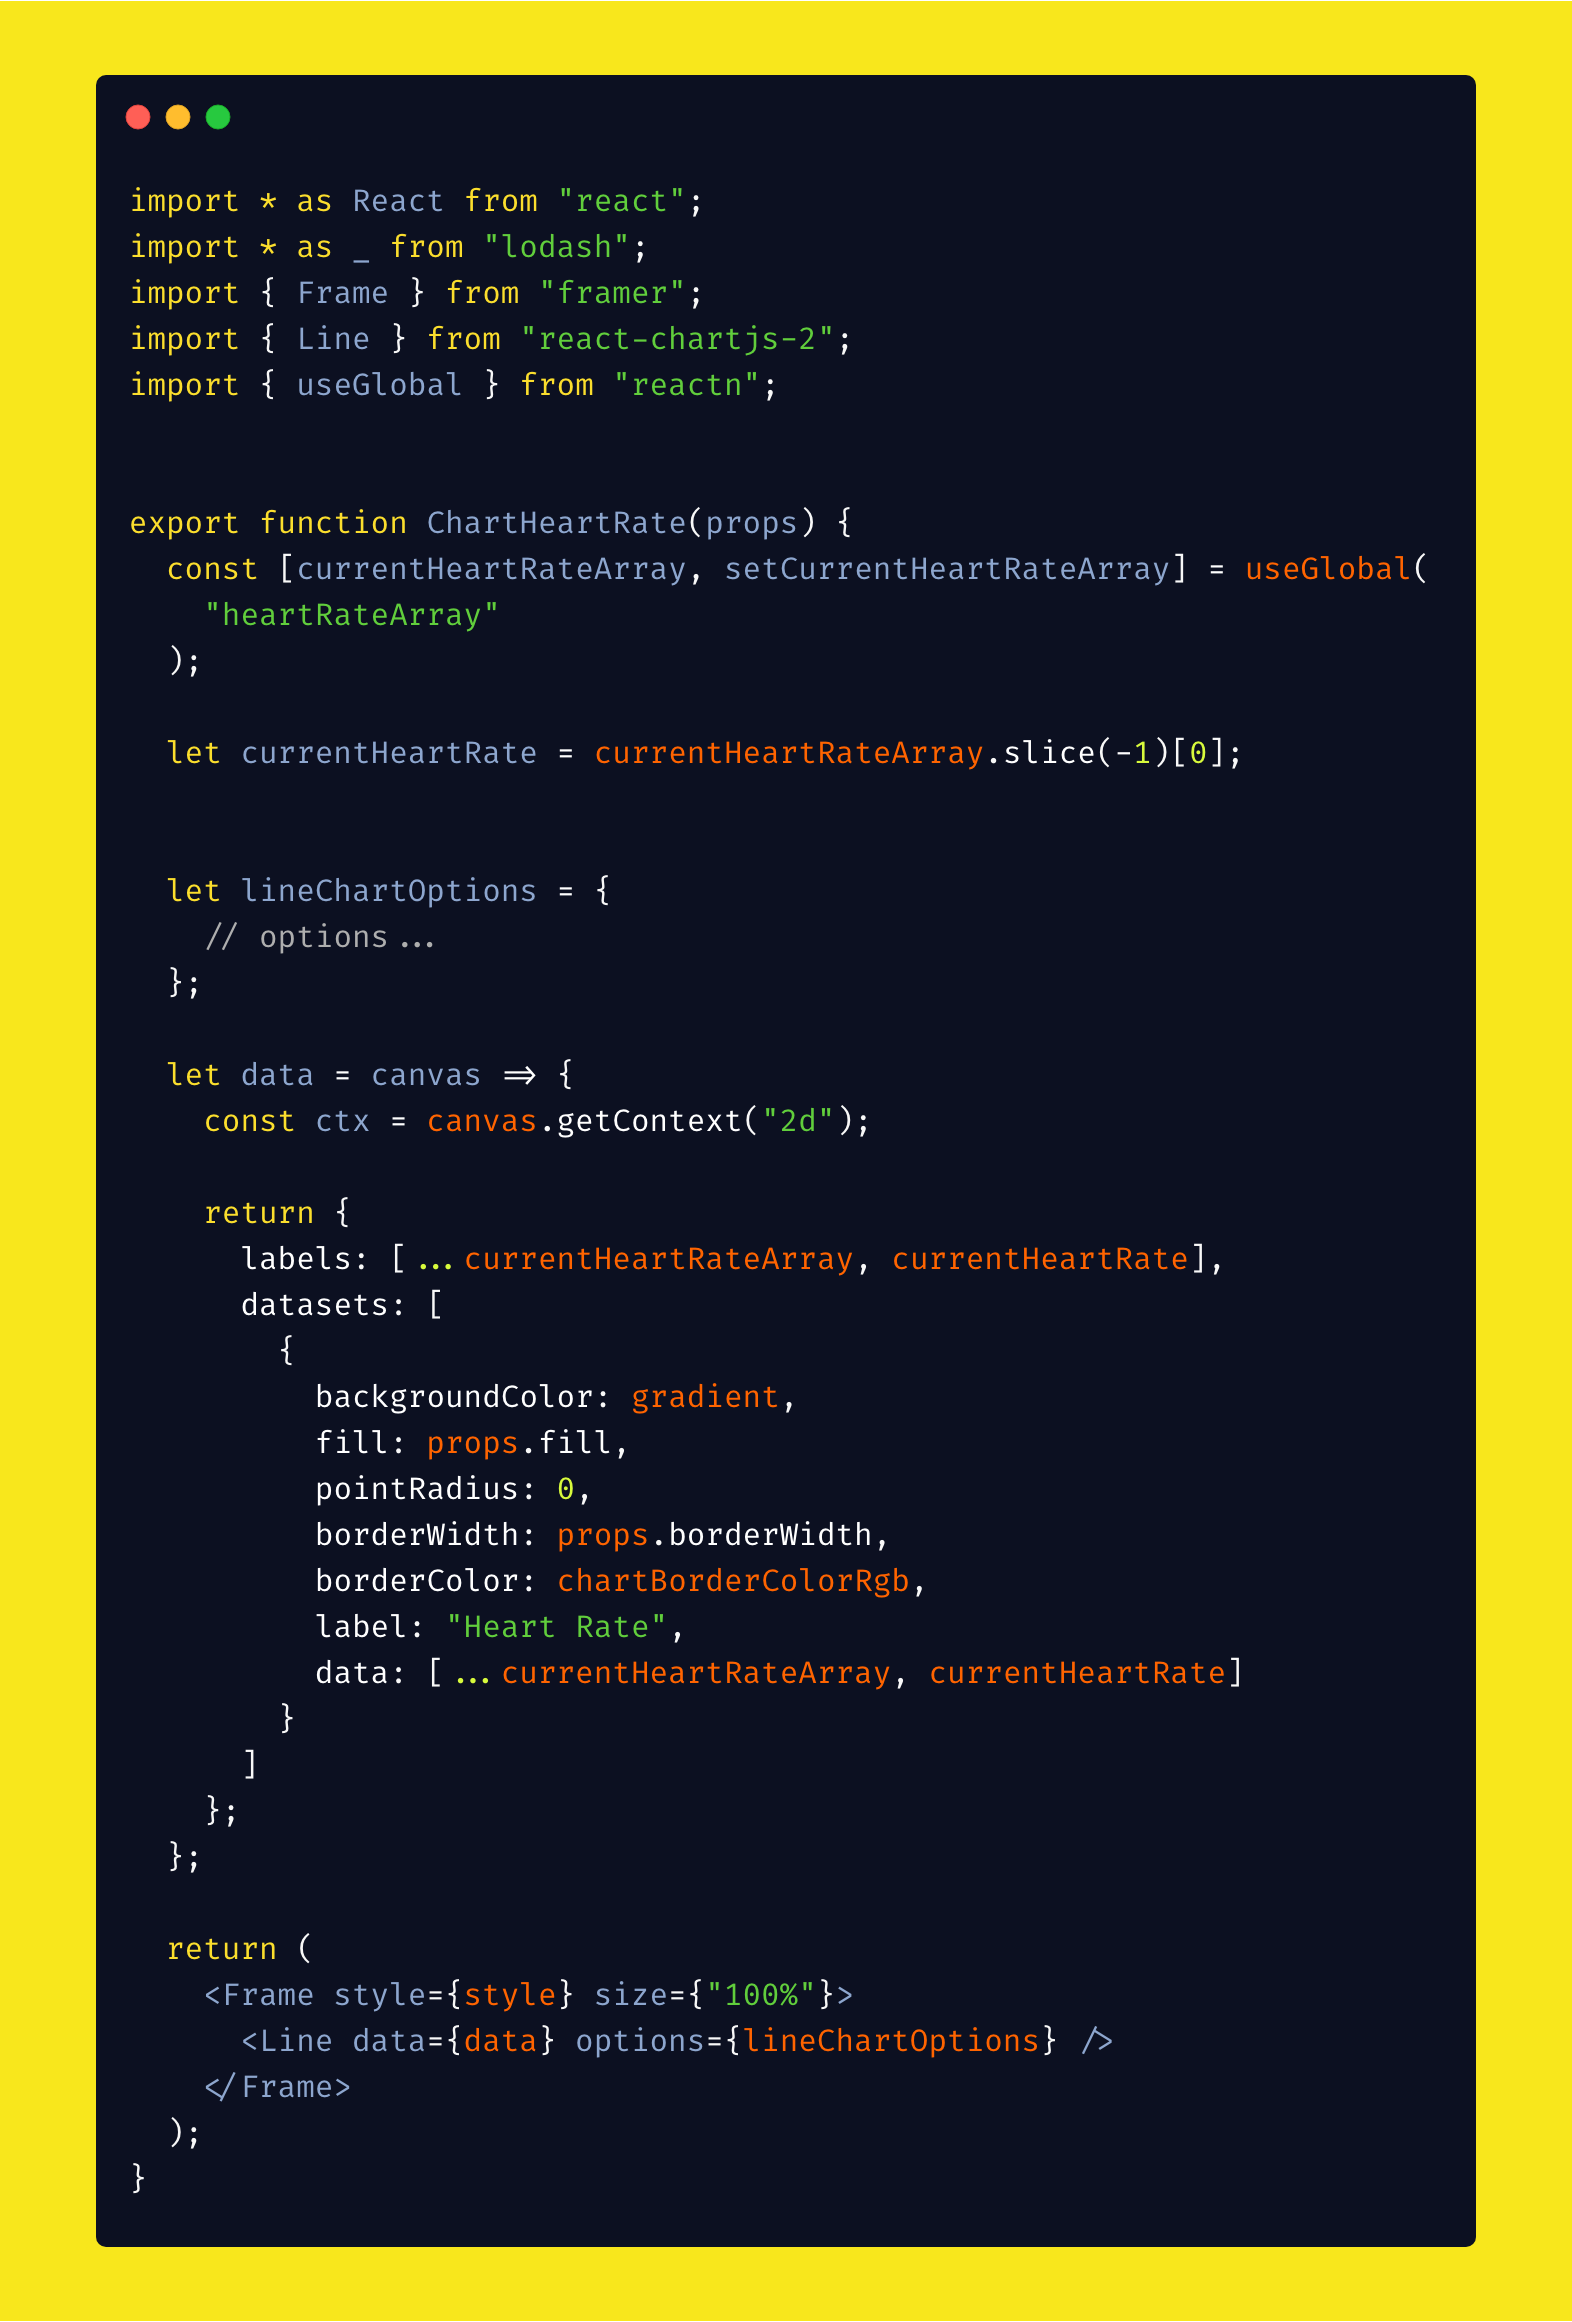 import * as React from "react";
import * as _ from "lodash";
import { Frame } from "framer";
import { Line } from "react-chartjs-2";
import { useGlobal } from "reactn";
export function ChartHeartRate(props) {
  const [currentHeartRateArray, setCurrentHeartRateArray] = useGlobal(
    "heartRateArray"
  );
  let currentHeartRate = currentHeartRateArray.slice(-1)[0];
  let lineChartOptions = {
    // options...
  };
  let data = canvas => {
    const ctx = canvas.getContext("2d");
    return {
      labels: [...currentHeartRateArray, currentHeartRate],
      datasets: [
        {
          backgroundColor: gradient,
          fill: props.fill,
          pointRadius: 0,
          borderWidth: props.borderWidth,
          borderColor: chartBorderColorRgb,
          label: "Heart Rate",
          data: [...currentHeartRateArray, currentHeartRate]
        }
      ]
    };
  };
  return (
    <Frame style={style} size={"100%"}>
      <Line data={data} options={lineChartOptions} />
    </Frame>
  );
}